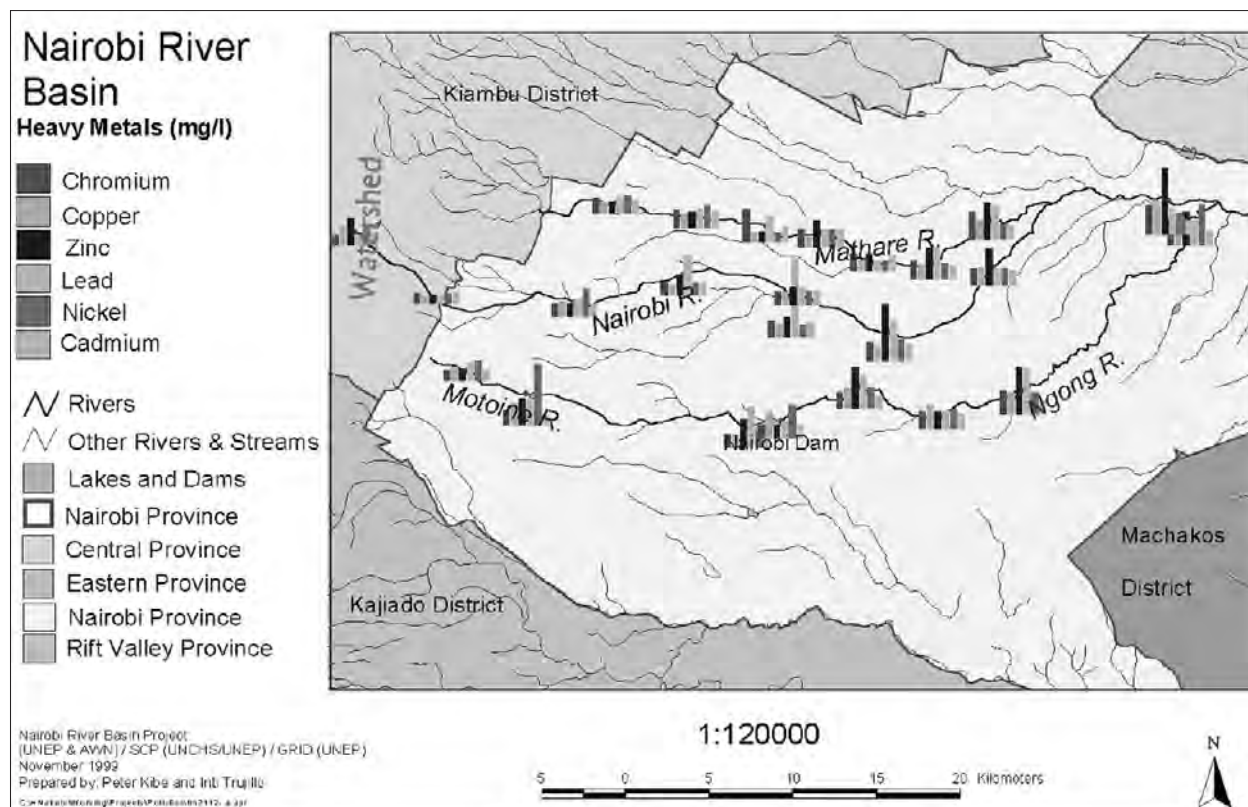 Nairobi River
Basin
Heavy Metals (mg/l)
Chromium
Copper
Zinc
Lead
Nickel
Cadmium
Rivers
Other Rivers & Streams
Lakes and Dams
Nairobi Province
Central Province
Eastern Province
Nairobi Province
Rift Valley Province
Nairobi River Basin Project
(UNEP & AWN) / SCP (UNCHS/UNEP) / GRID (UNEP)
November 1999
Prepared by: Peter Kibe and Inti Trujillo
Kiambu District
Watershed
Mathare R.
Nairobi R.
Motoine R.
Nairobi Dam
Ngong R.
Machakos
District
Kajiado District
1:120000
5 0 5 10 15 20 Kilometers
N